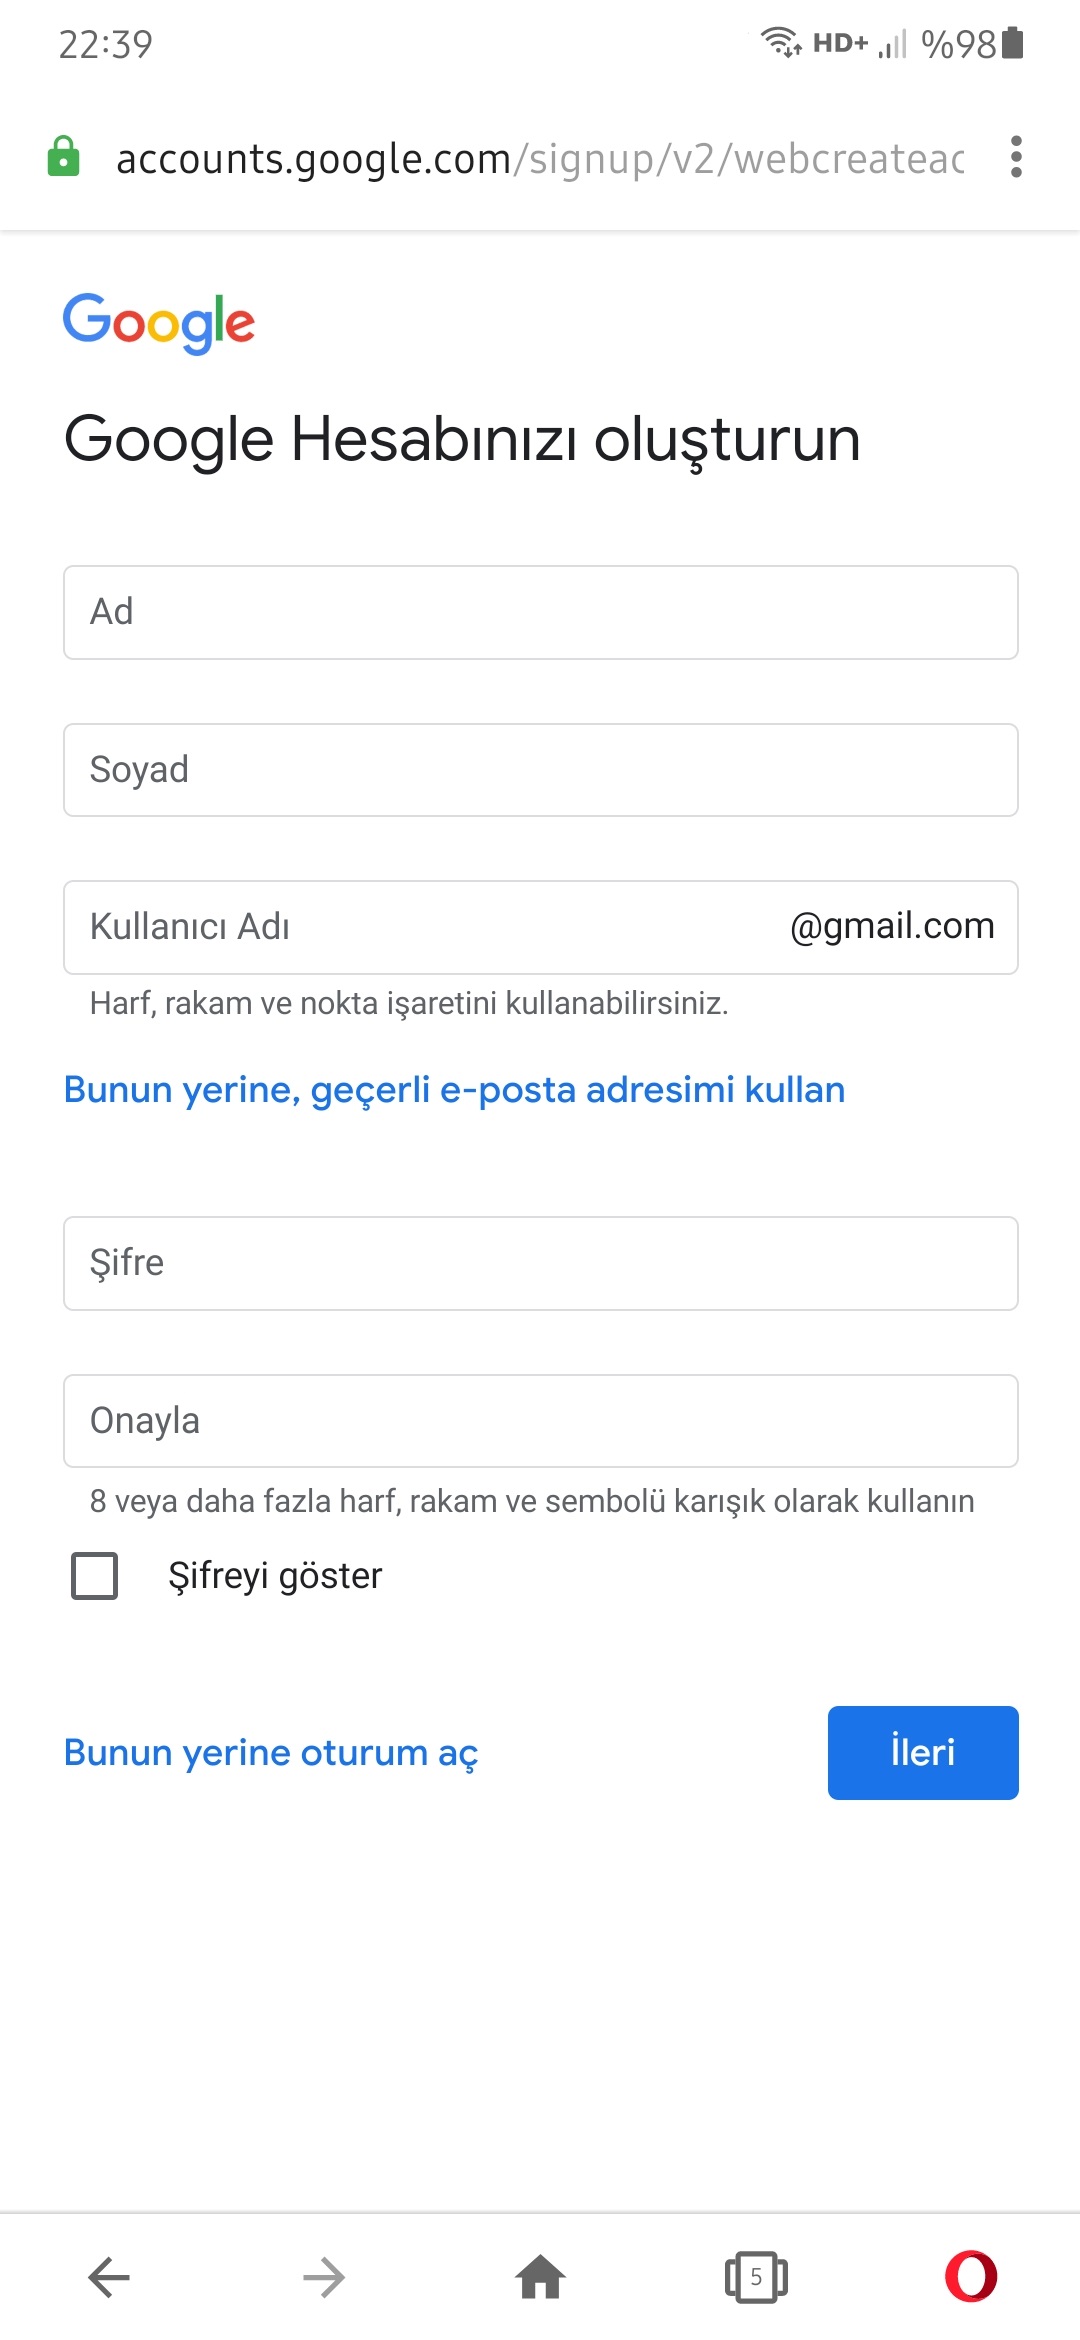 22:39
HD+ %98
accounts.google.com/signup/v2/webcreateac
Google
Google Hesabınızı oluşturun
Ad
Soyad
Kullanıcı Adı @gmail.com
Harf, rakam ve nokta işaretini kullanabilirsiniz.
Bunun yerine, geçerli e-posta adresimi kullan
Şifre
Onayla
8 veya daha fazla harf, rakam ve sembolü karışık olarak kullanın
Şifreyi göster
Bunun yerine oturum aç İleri
5